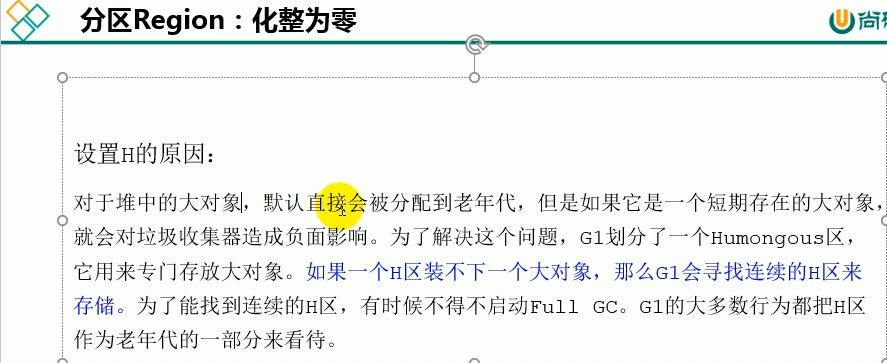 分区Region：化整为零
尚
设置H的原因：
对于堆中的大对象，默认直接会被分配到老年代，但是如果它是一个短期存在的大对象，
就会对垃圾收集器造成负面影响。为了解决这个问题，G1划分了一个Humongous区，
它用来专门存放大对象。如果一个H区装不下一个大对象，那么G1会寻找连续的H区来
存储。为了能找到连续的H区，有时候不得不启动Full GC。G1的大多数行为都把H区
作为老年代的一部分来看待。